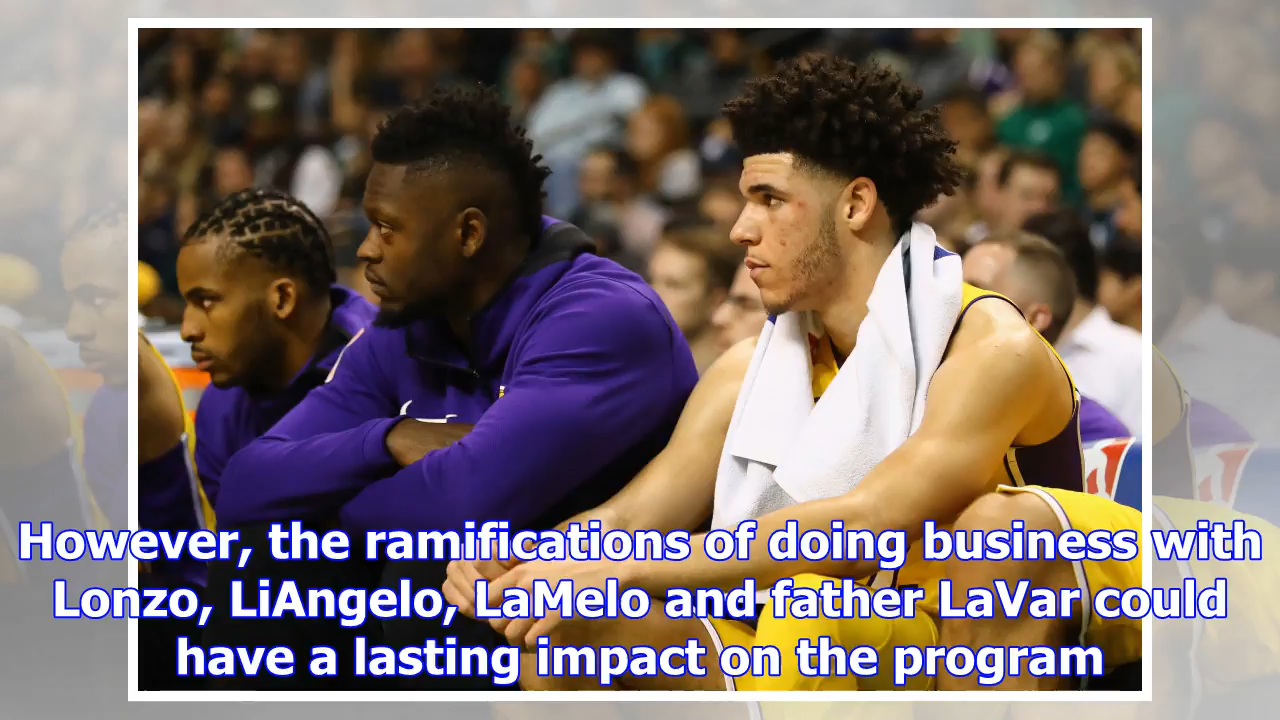 However, the ramifications of doing business with
Lonzo, LiAngelo, LaMelo and father LaVar could
have a lasting impact on the program